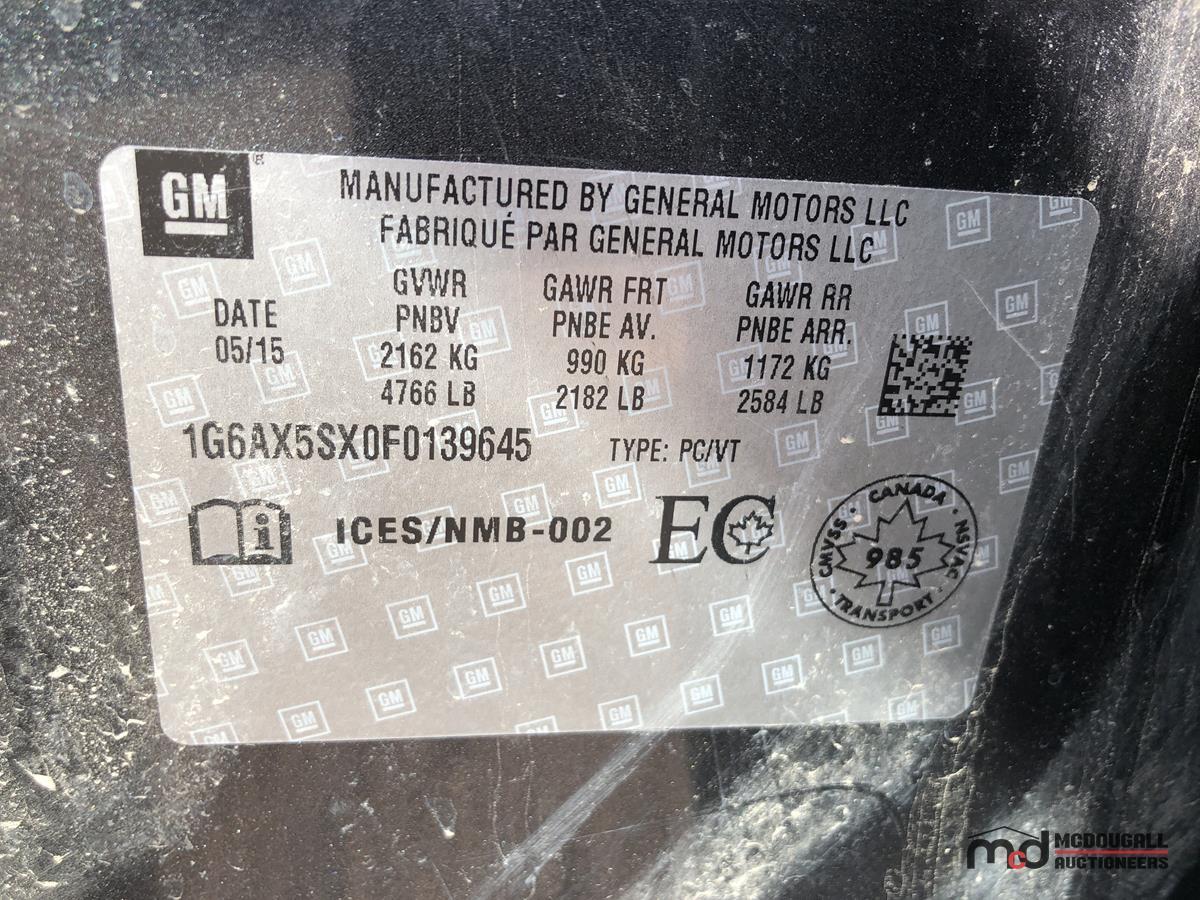 GM ®
MANUFACTURED BY GENERAL MOTORS LLC
FABRIQUÉ PAR GENERAL MOTORS LLC
DATE
05/15
GVWR
PNBV
2162 KG
4766 LB
GAWR FRT
PNBE AV.
990 KG
2182 LB
GAWR RR
PNBE ARR.
1172 KG
2584 LB
1G6AX5SX0F0139645 TYPE: PC/VT
i ICES/NMB-002 EC
CANADA
CMVSS 985 NSVAC
TRANSPORT
mcd MCDOUGALL
AUCTIONEERS